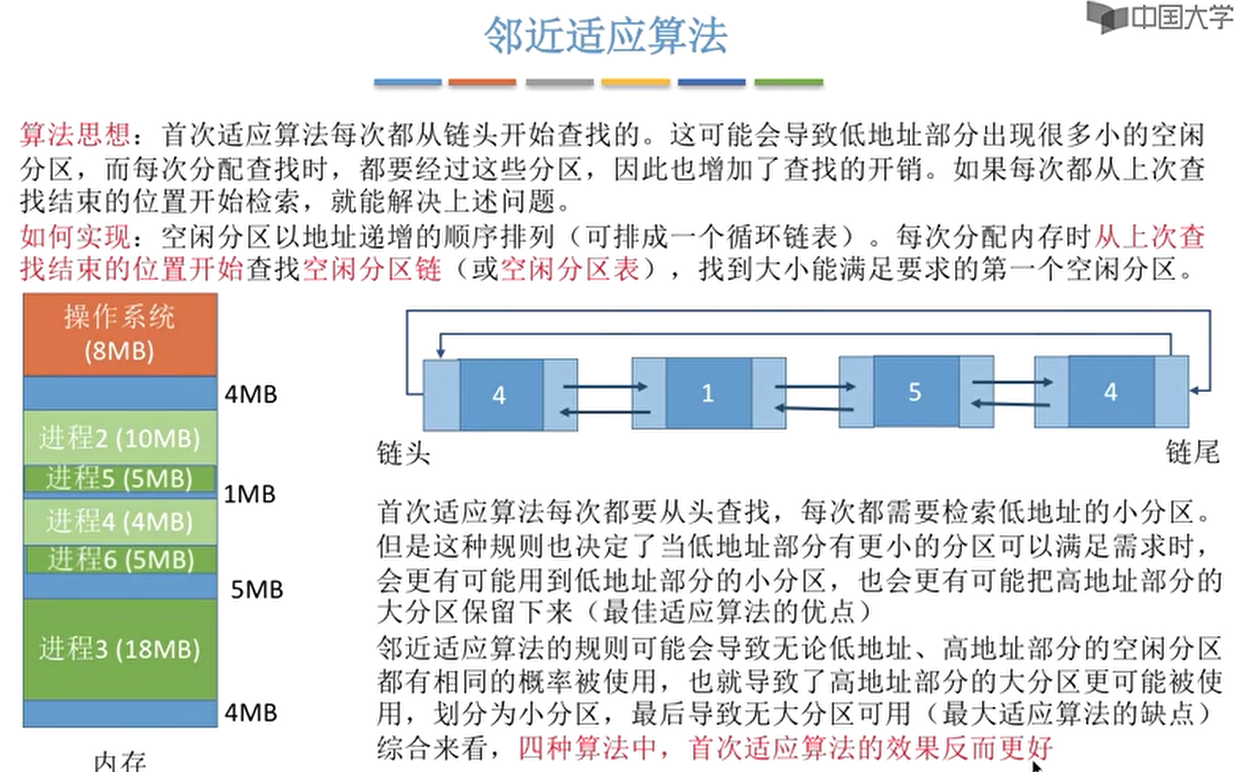 中国大学
邻近适应算法
算法思想：首次适应算法每次都从链头开始查找的。这可能会导致低地址部分出现很多小的空闲
分区，而每次分配查找时，都要经过这些分区，因此也增加了查找的开销。如果每次都从上次查
找结束的位置开始检索，就能解决上述问题。
如何实现：空闲分区以地址递增的顺序排列（可排成一个循环链表）。每次分配内存时从上次查
找结束的位置开始查找空闲分区链（或空闲分区表），找到大小能满足要求的第一个空闲分区。
操作系统
(8MB)
4MB
进程2 (10MB)
进程5 (5MB)
1MB
进程4 (4MB)
进程6 (5MB)
5MB
进程3 (18MB)
4MB
内存
4
1
5
4
链头
链尾
首次适应算法每次都要从头查找，每次都需要检索低地址的小分区。
但是这种规则也决定了当低地址部分有更小的分区可以满足需求时，
会更有可能用到低地址部分的小分区，也会更有可能把高地址部分的
大分区保留下来（最佳适应算法的优点）
邻近适应算法的规则可能会导致无论低地址、高地址部分的空闲分区
都有相同的概率被使用，也就导致了高地址部分的大分区更可能被使
用，划分为小分区，最后导致无大分区可用（最大适应算法的缺点）
综合来看，四种算法中，首次适应算法的效果反而更好